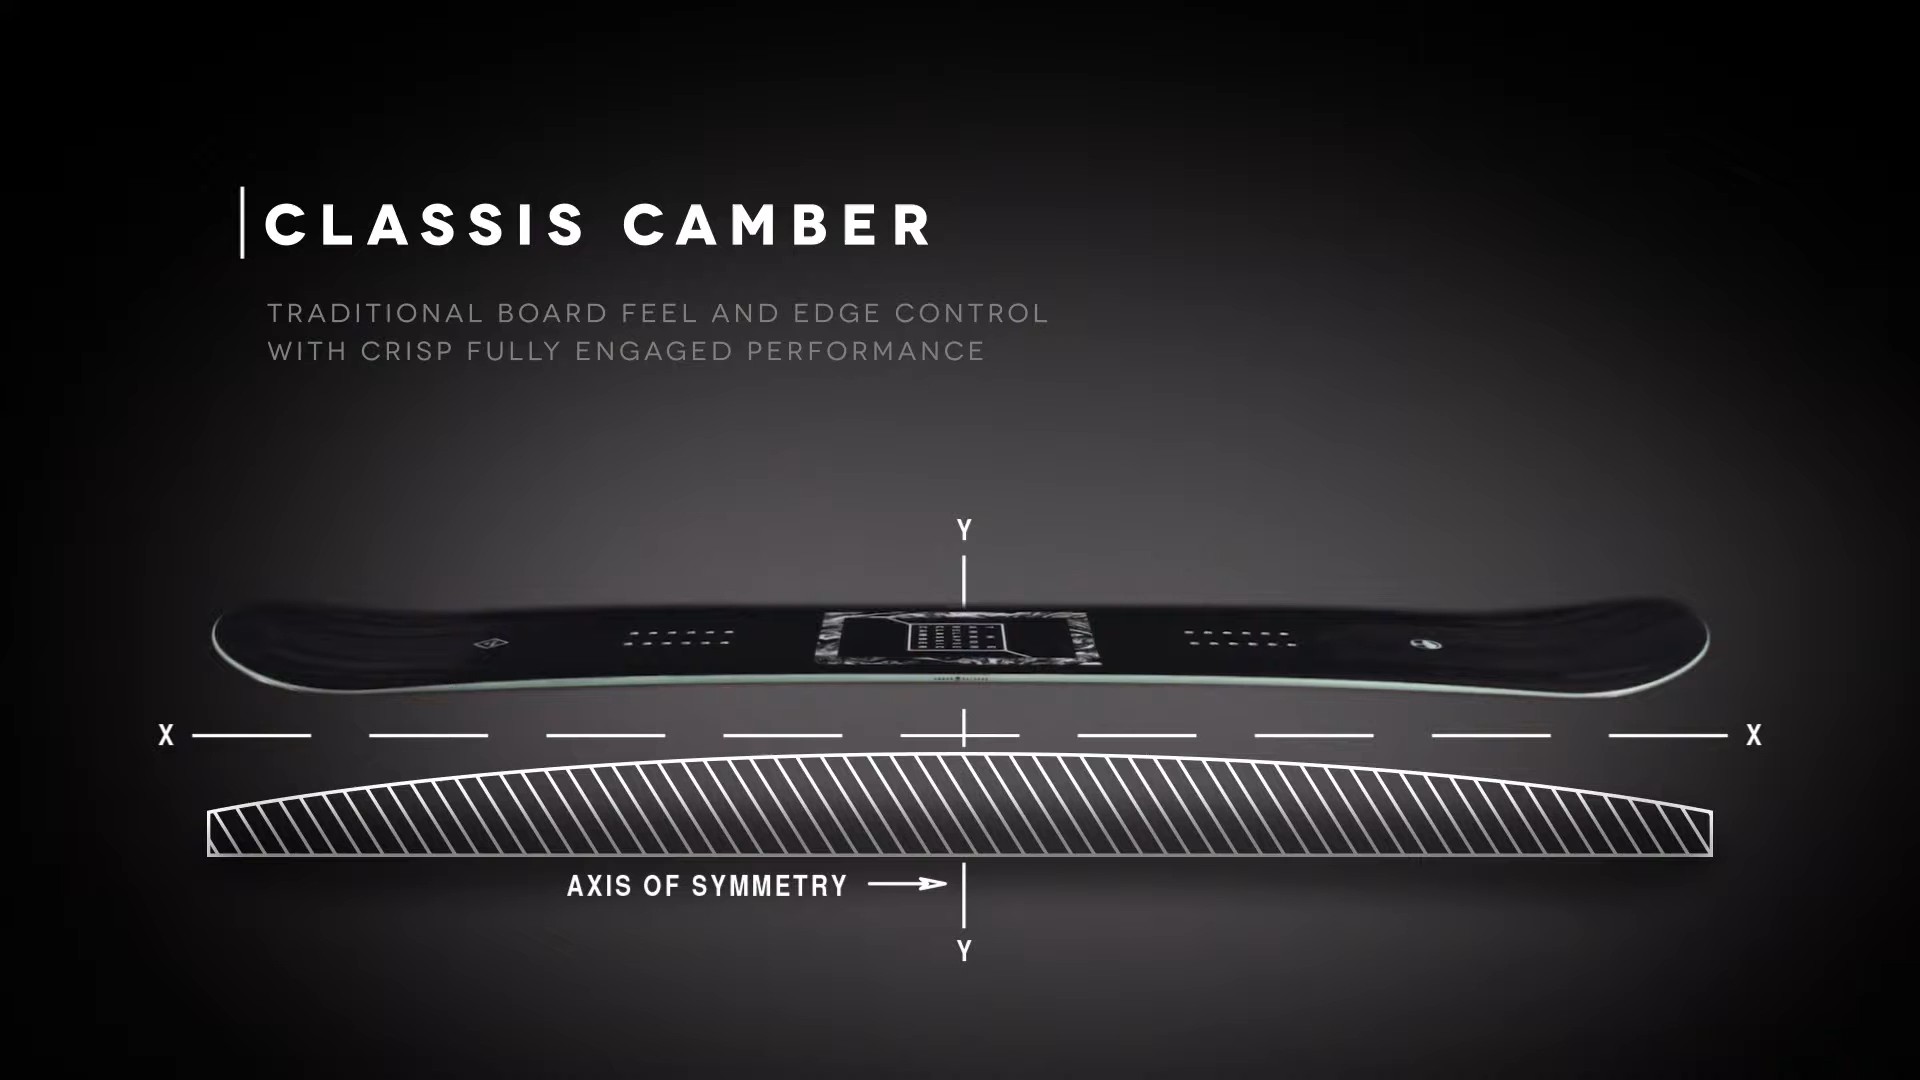 CLASSIS CAMBER
TRADITIONAL BOARD FEEL AND EDGE CONTROL
WITH CRISP FULLY ENGAGED PERFORMANCE
Y
X
X
AXIS OF SYMMETRY
Y